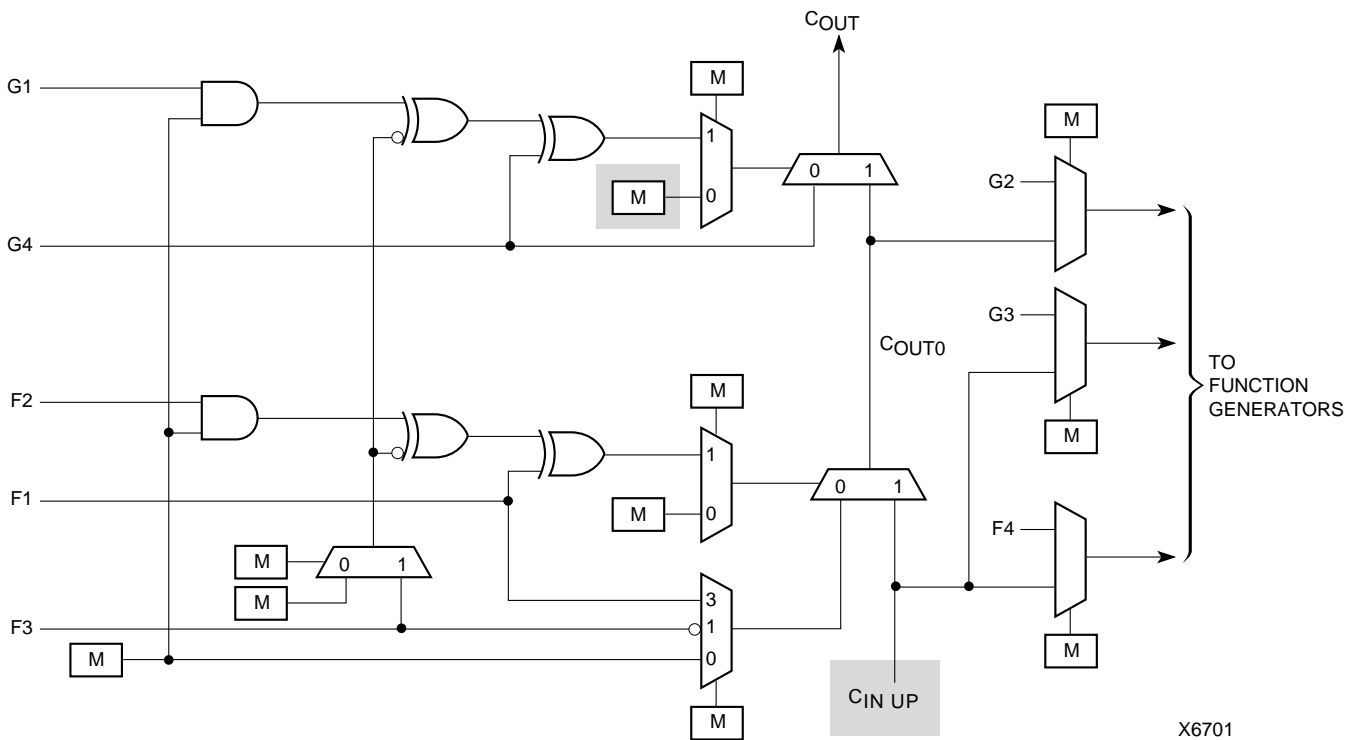 COUT
G1
M
M
1
0 1
G2
M
0
G4
G3
COUT0
TO
FUNCTION
GENERATORS
F2
M
M
1
0 1
F1
M
0
F4
M
0 1
M
3
F3
1
M
0
M
CIN UP
M
X6701